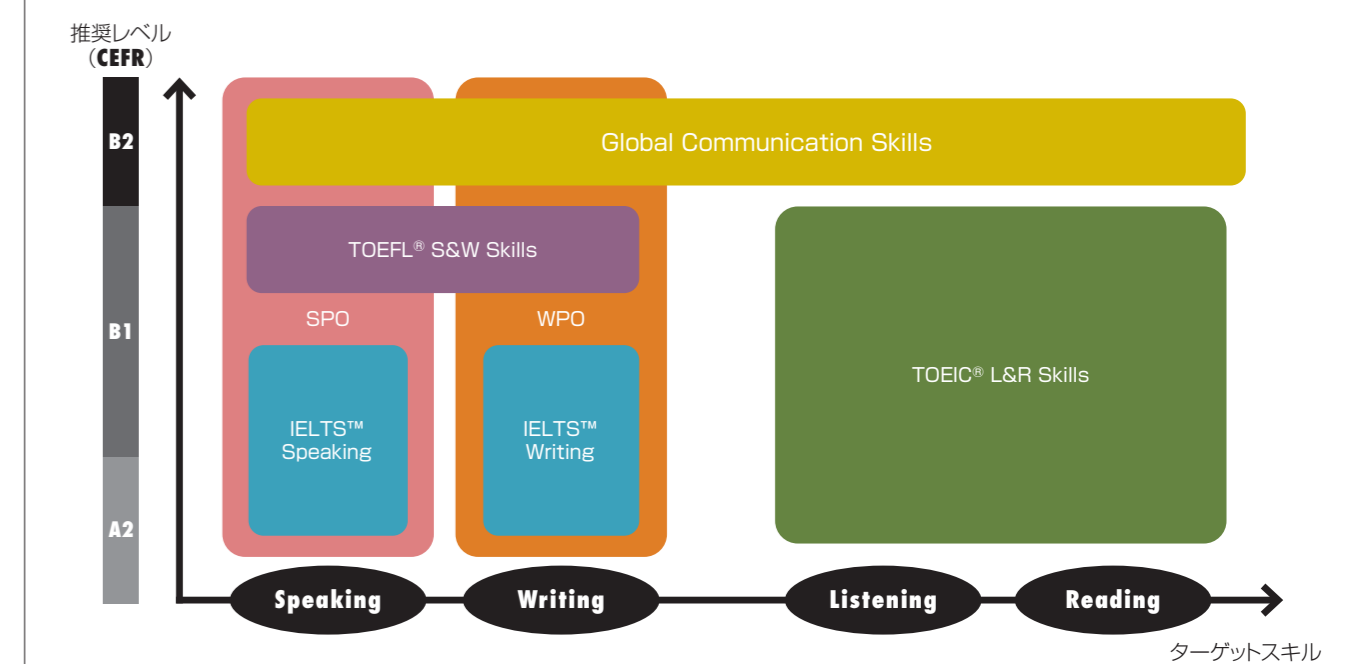 推奨レベル
（CEFR）
B2
Global Communication Skills
TOEFL® S&W Skills
B1
SPO
WPO
TOEIC® L&R Skills
IELTS™
Speaking
IELTS™
Writing
A2
Speaking
Writing
Listening
Reading
ターゲットスキル